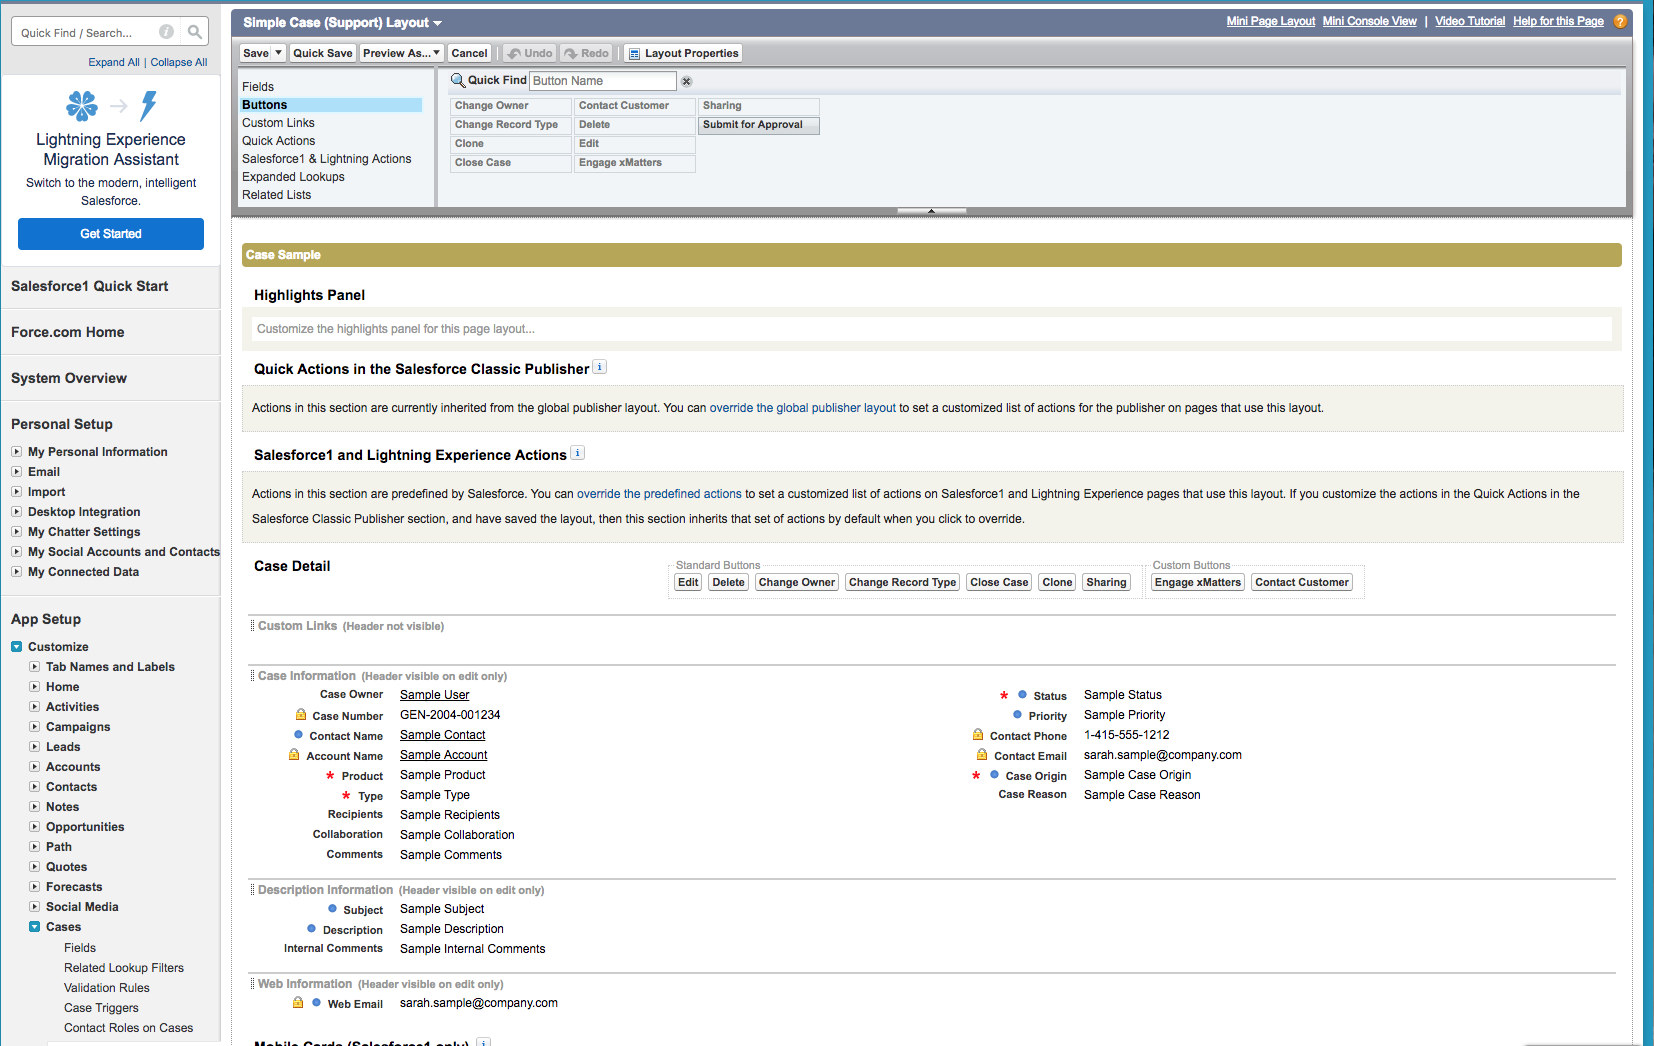 Quick Find / Search...
Expand All | Collapse All
Lightning Experience
Migration Assistant
Switch to the modern, intelligent
Salesforce.
Get Started
Salesforce1 Quick Start
Force.com Home
System Overview
Personal Setup
My Personal Information
Email
Import
Desktop Integration
My Chatter Settings
My Social Accounts and Contacts
My Connected Data
App Setup
Customize
Tab Names and Labels
Home
Activities
Campaigns
Leads
Accounts
Contacts
Notes
Opportunities
Path
Quotes
Forecasts
Social Media
Cases
Fields
Related Lookup Filters
Validation Rules
Case Triggers
Contact Roles on Cases
Simple Case (Support) Layout
Mini Page Layout Mini Console View | Video Tutorial Help for this Page ?
Save Quick Save Preview As... Cancel Undo Redo Layout Properties
Fields
Buttons
Custom Links
Quick Actions
Salesforce1 & Lightning Actions
Expanded Lookups
Related Lists
Quick Find Button Name
Change Owner Contact Customer Sharing
Change Record Type Delete Submit for Approval
Clone Edit
Close Case Engage xMatters
Case Sample
Highlights Panel
Customize the highlights panel for this page layout...
Quick Actions in the Salesforce Classic Publisher i
Actions in this section are currently inherited from the global publisher layout. You can override the global publisher layout to set a customized list of actions for the publisher on pages that use this layout.
Salesforce1 and Lightning Experience Actions i
Actions in this section are predefined by Salesforce. You can override the predefined actions to set a customized list of actions on Salesforce1 and Lightning Experience pages that use this layout. If you customize the actions in the Quick Actions in the
Salesforce Classic Publisher section, and have saved the layout, then this section inherits that set of actions by default when you click to override.
Case Detail
Standard Buttons
Edit Delete Change Owner Change Record Type Close Case Clone Sharing
Custom Buttons
Engage xMatters Contact Customer
Custom Links (Header not visible)
Case Information (Header visible on edit only)
Case Owner Sample User
Case Number GEN-2004-001234
Contact Name Sample Contact
Account Name Sample Account
* Product Sample Product
* Type Sample Type
Recipients Sample Recipients
Collaboration Sample Collaboration
Comments Sample Comments
* Status Sample Status
Priority Sample Priority
Contact Phone 1-415-555-1212
Contact Email sarah.sample@company.com
* Case Origin Sample Case Origin
Case Reason Sample Case Reason
Description Information (Header visible on edit only)
Subject Sample Subject
Description Sample Description
Internal Comments Sample Internal Comments
Web Information (Header visible on edit only)
Web Email sarah.sample@company.com
Mobile Cards (Salesforce1 only) i